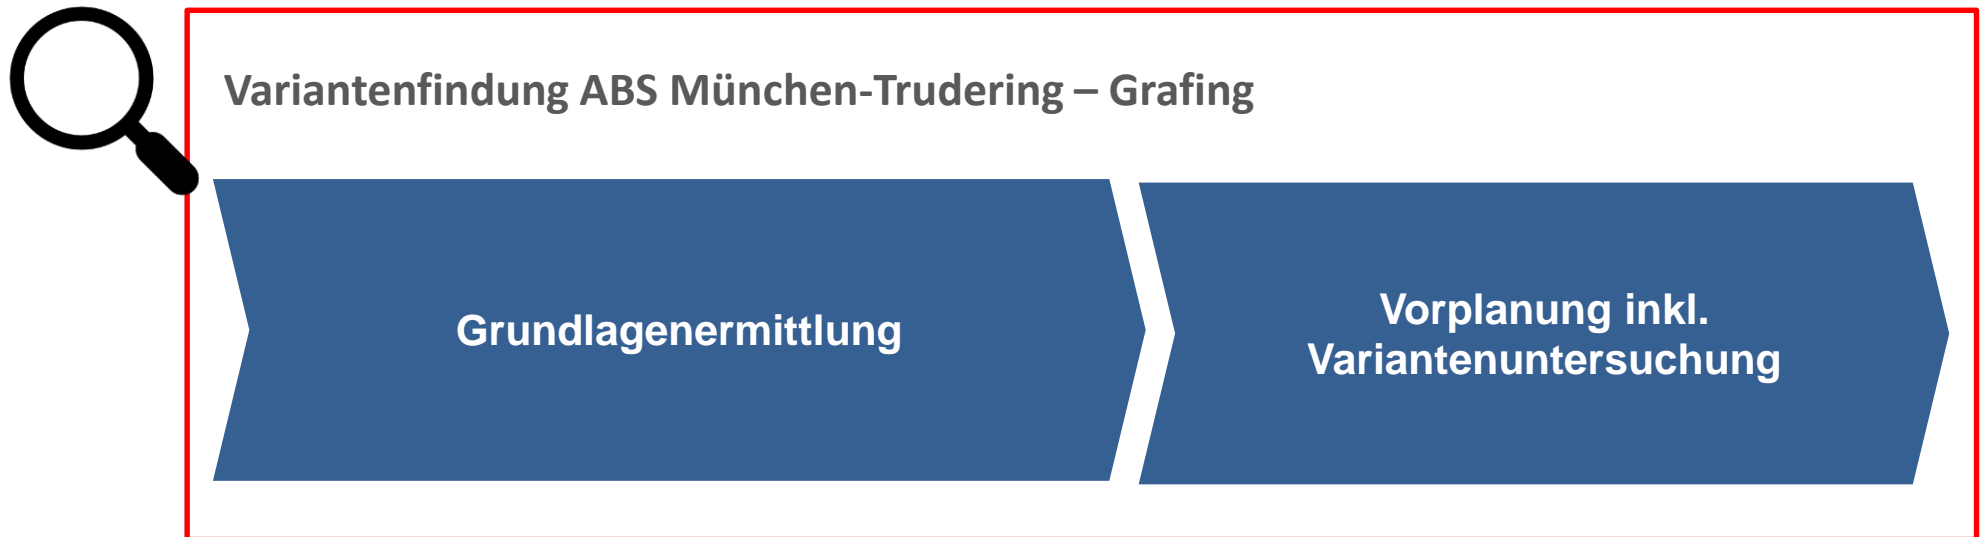 Variantenfindung ABS München-Trudering – Grafing
Grundlagenermittlung
Vorplanung inkl.
Variantenuntersuchung